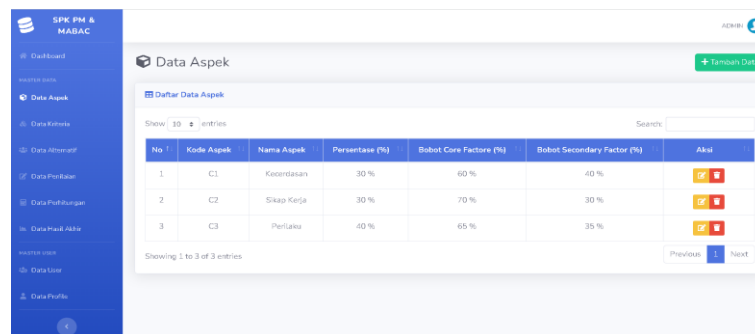 SPK PM &
MABAC
ADMIN
Dashboard
MASTER DATA
Data Aspek
Data Kriteria
Data Alternatif
Data Penilaian
Data Perhitungan
Data Hasil Akhir
MASTER USER
Data User
Data Profile
Data Aspek
+ Tambah Dat
Daftar Data Aspek
Show 10 entries
Search:
No Kode Aspek Nama Aspek Persentase (%) Bobot Core Factore (%) Bobot Secondary Factor (%) Aksi
1 C1 Kecerdasan 30 % 60 % 40 %
2 C2 Sikap Kerja 30 % 70 % 30 %
3 C3 Perilaku 40 % 65 % 35 %
Showing 1 to 3 of 3 entries
Previous 1 Next